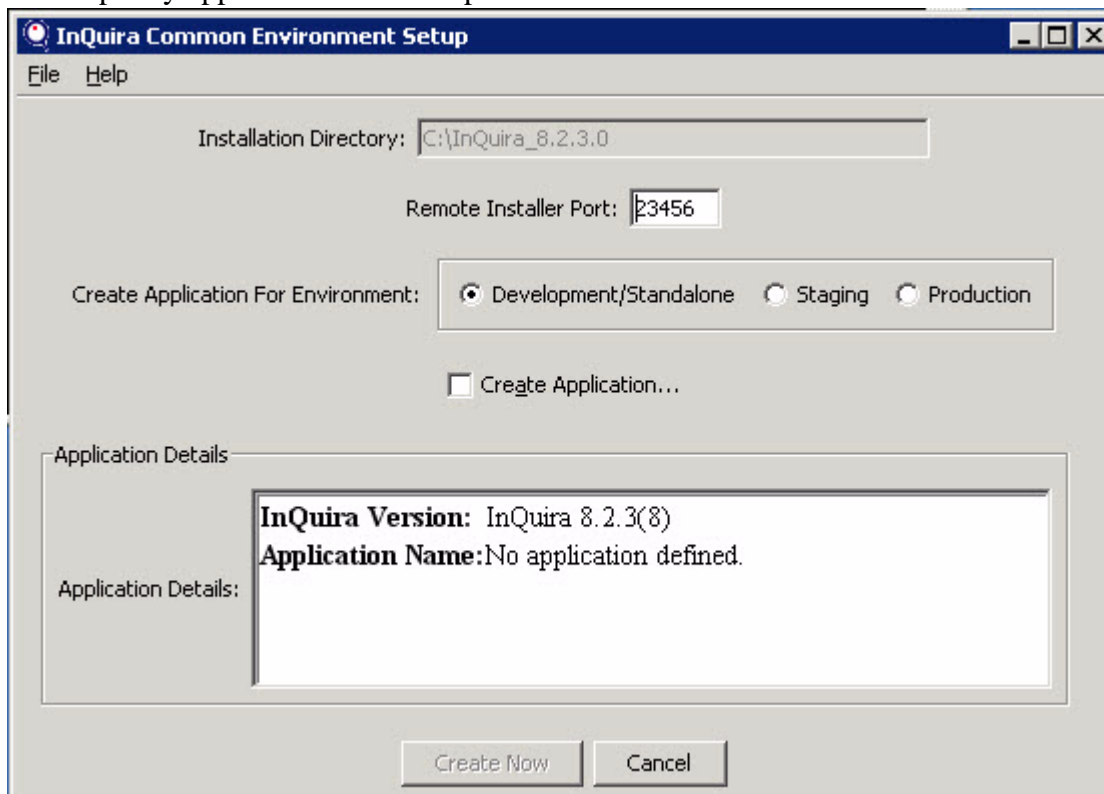 InQuira Common Environment Setup
File Help
Installation Directory: C:\InQuira_8.2.3.0
Remote Installer Port: 23456
Create Application For Environment: Development/Standalone Staging Production
Create Application...
Application Details
InQuira Version: InQuira 8.2.3(8)
Application Name:No application defined.
Application Details:
Create Now Cancel